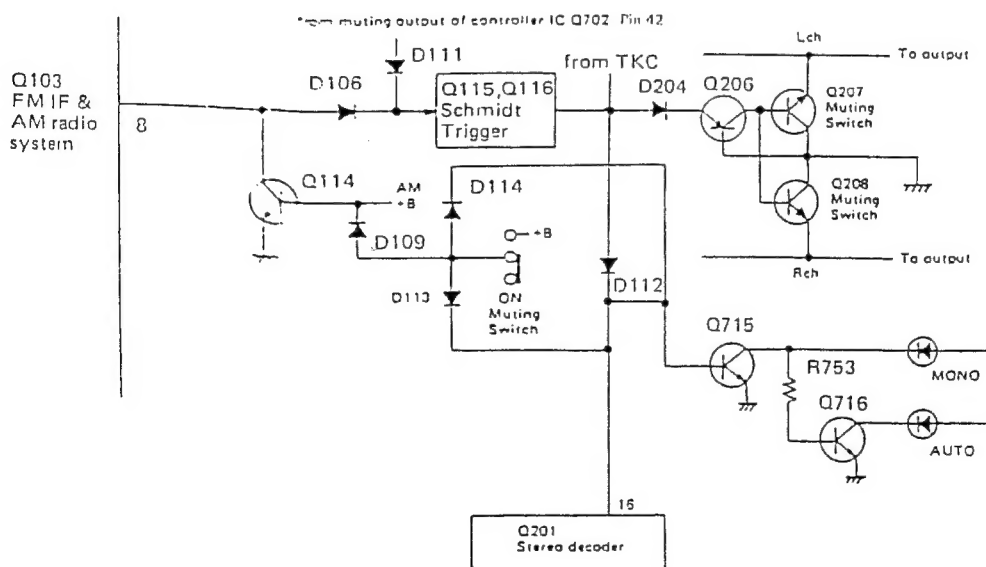 from muting output of controller IC Q702 Pin 42
Lch
To output
D111
from TKC
Q103
FM IF &
AM radio
system
D106
Q115, Q116
Schmidt
Trigger
D204
Q206
Q207
Muting
Switch
8
Q114
AM
+B
D114
Q208
Muting
Switch
+B
D109
To output
Rch
D113
ON
Muting
Switch
D112
Q715
R753
MONO
Q716
AUTO
16
Q201
Stereo decoder